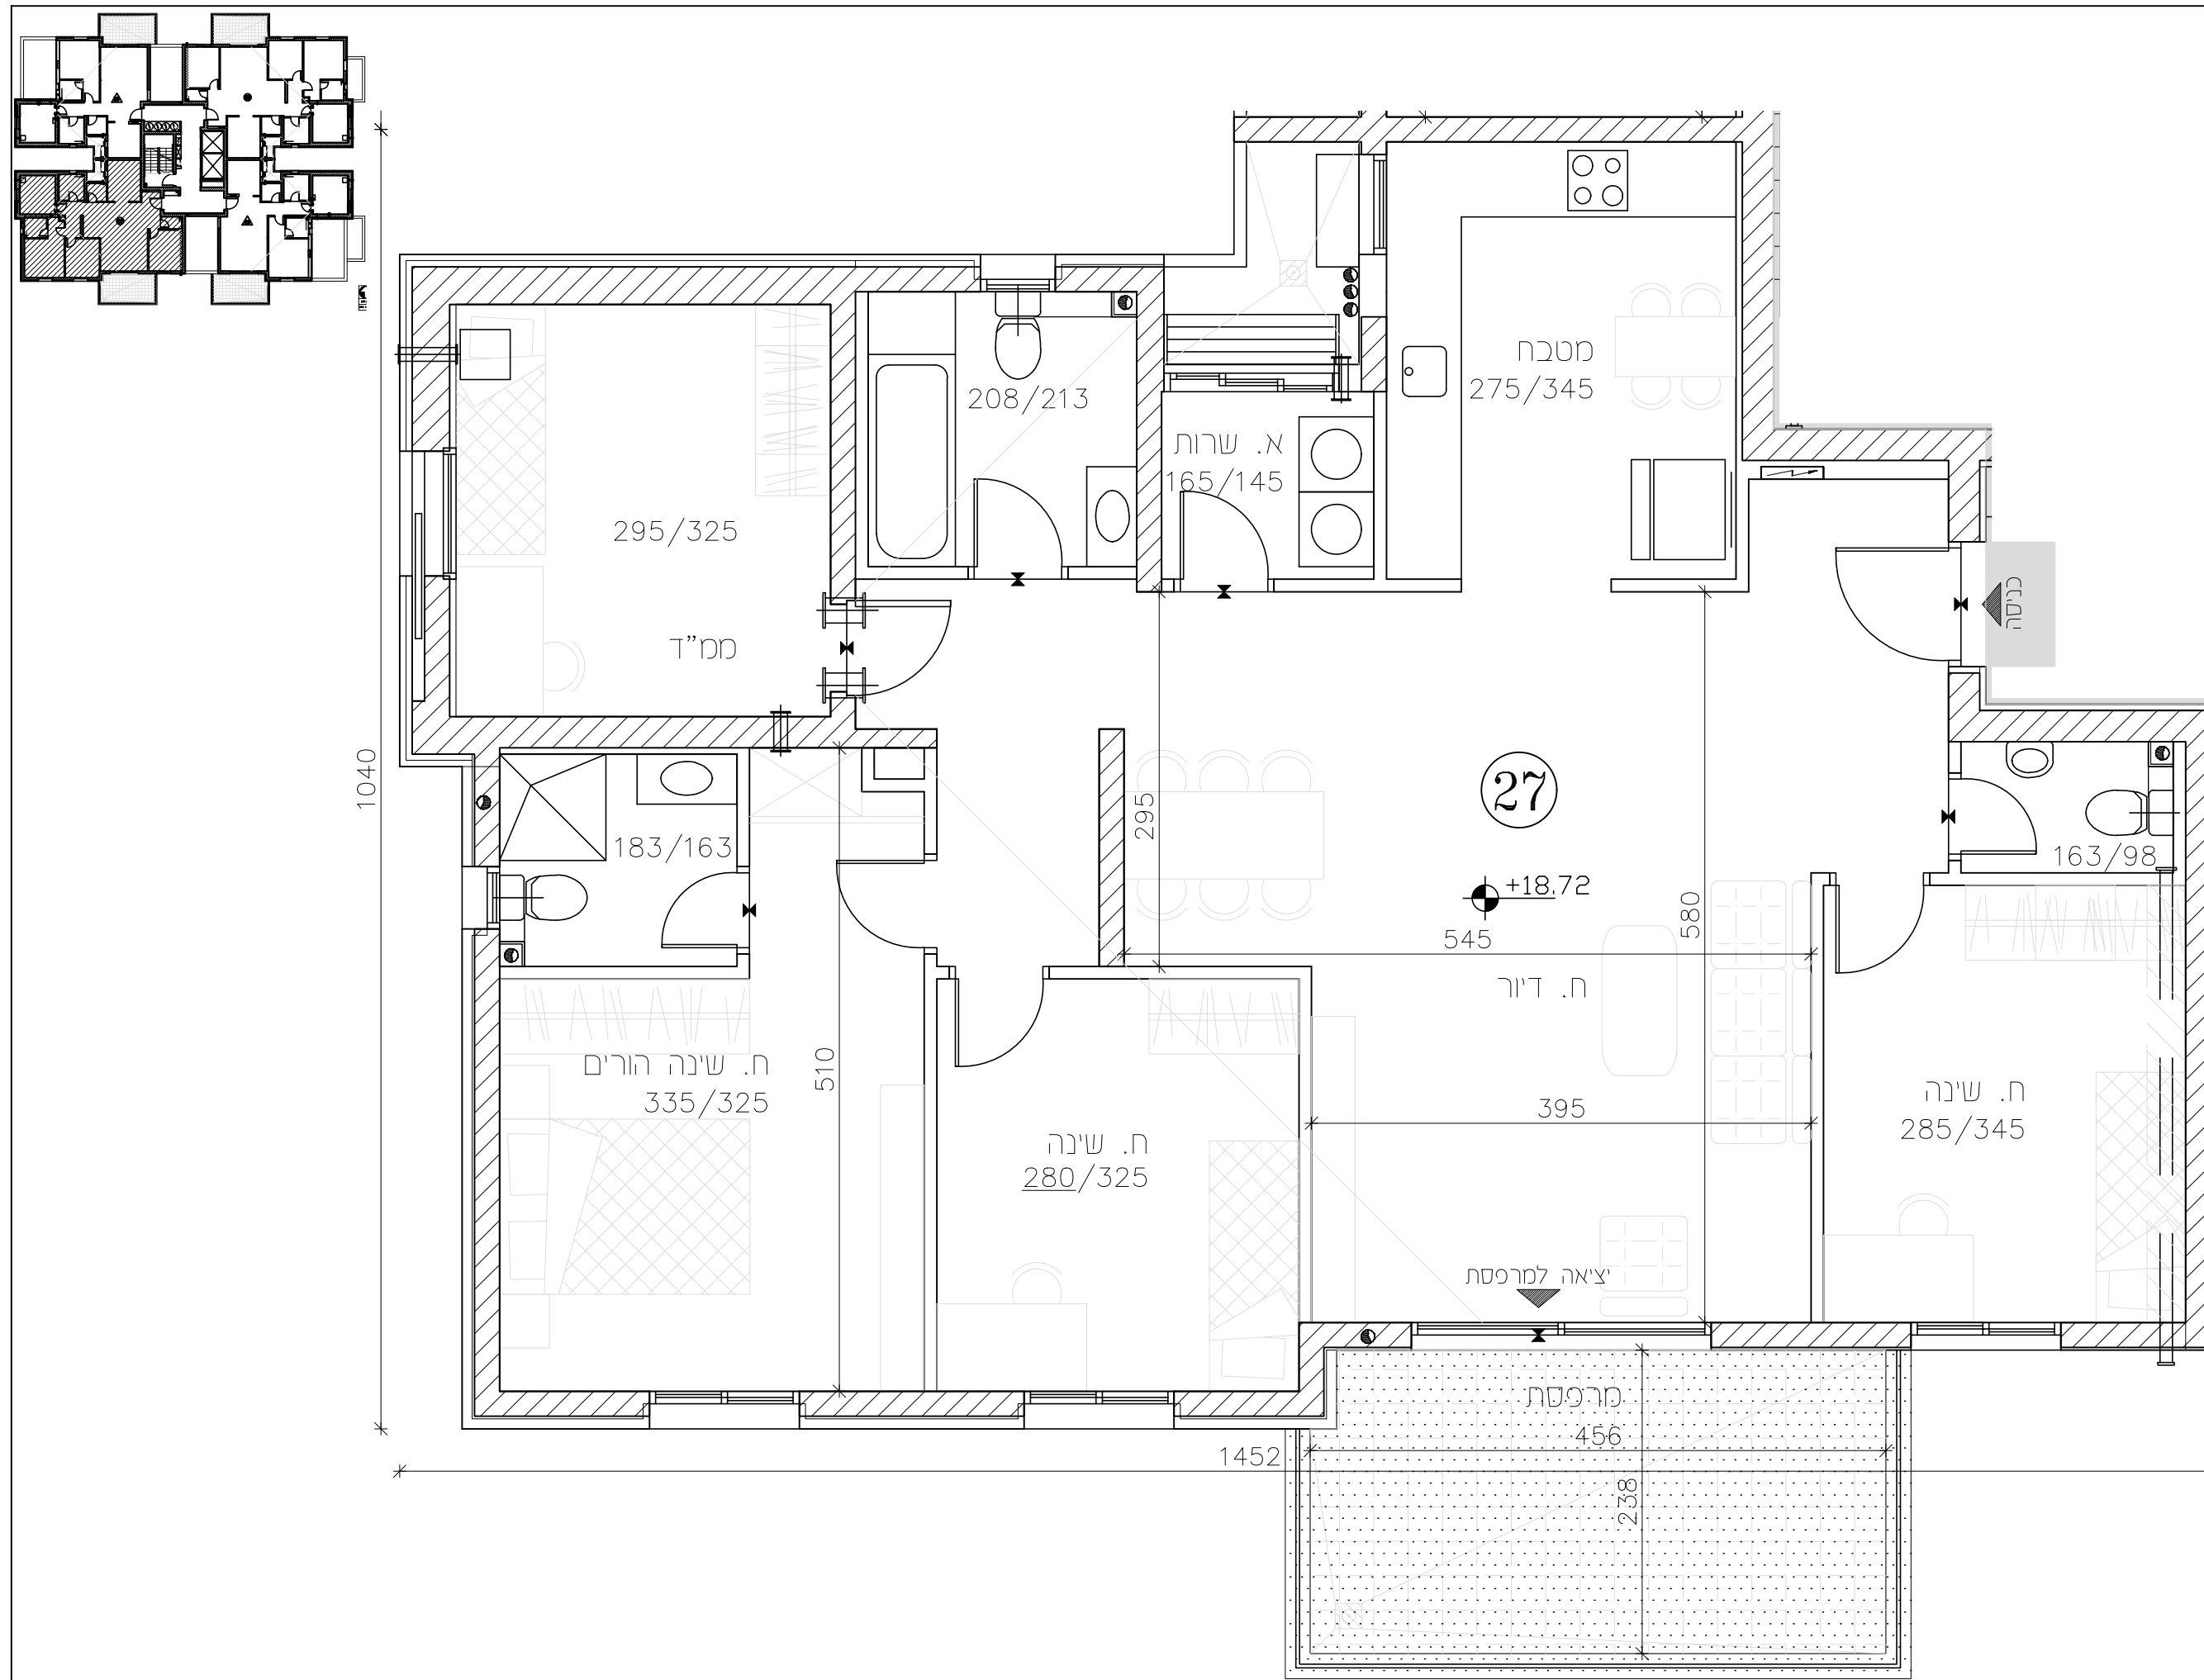 מטבח
275/345
208/213
א. שרות
165/145
295/325
ממ"ד
כניסה
1040
27
295
183/163
163/98
+18.72
580
545
ח. דיור
ח. שינה הורים
335/325
510
395
ח. שינה
285/345
ח. שינה
280/325
יציאה למרפסת
מרפסת
456
1452
238